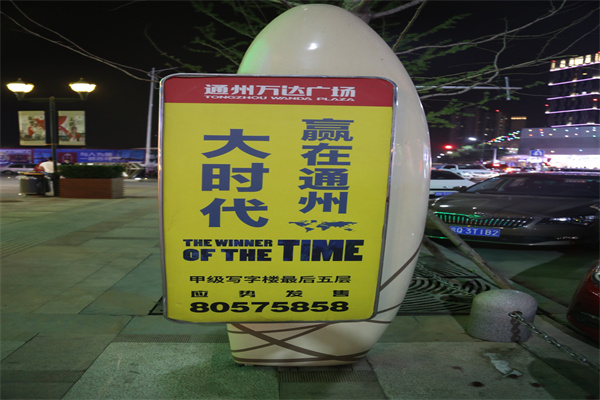 通州万达广场
TONGZHOU WANDA PLAZA
赢在通州
大时代
THE WINNER
OF THE TIME
甲级写字楼最后五层
应势发售
80575858